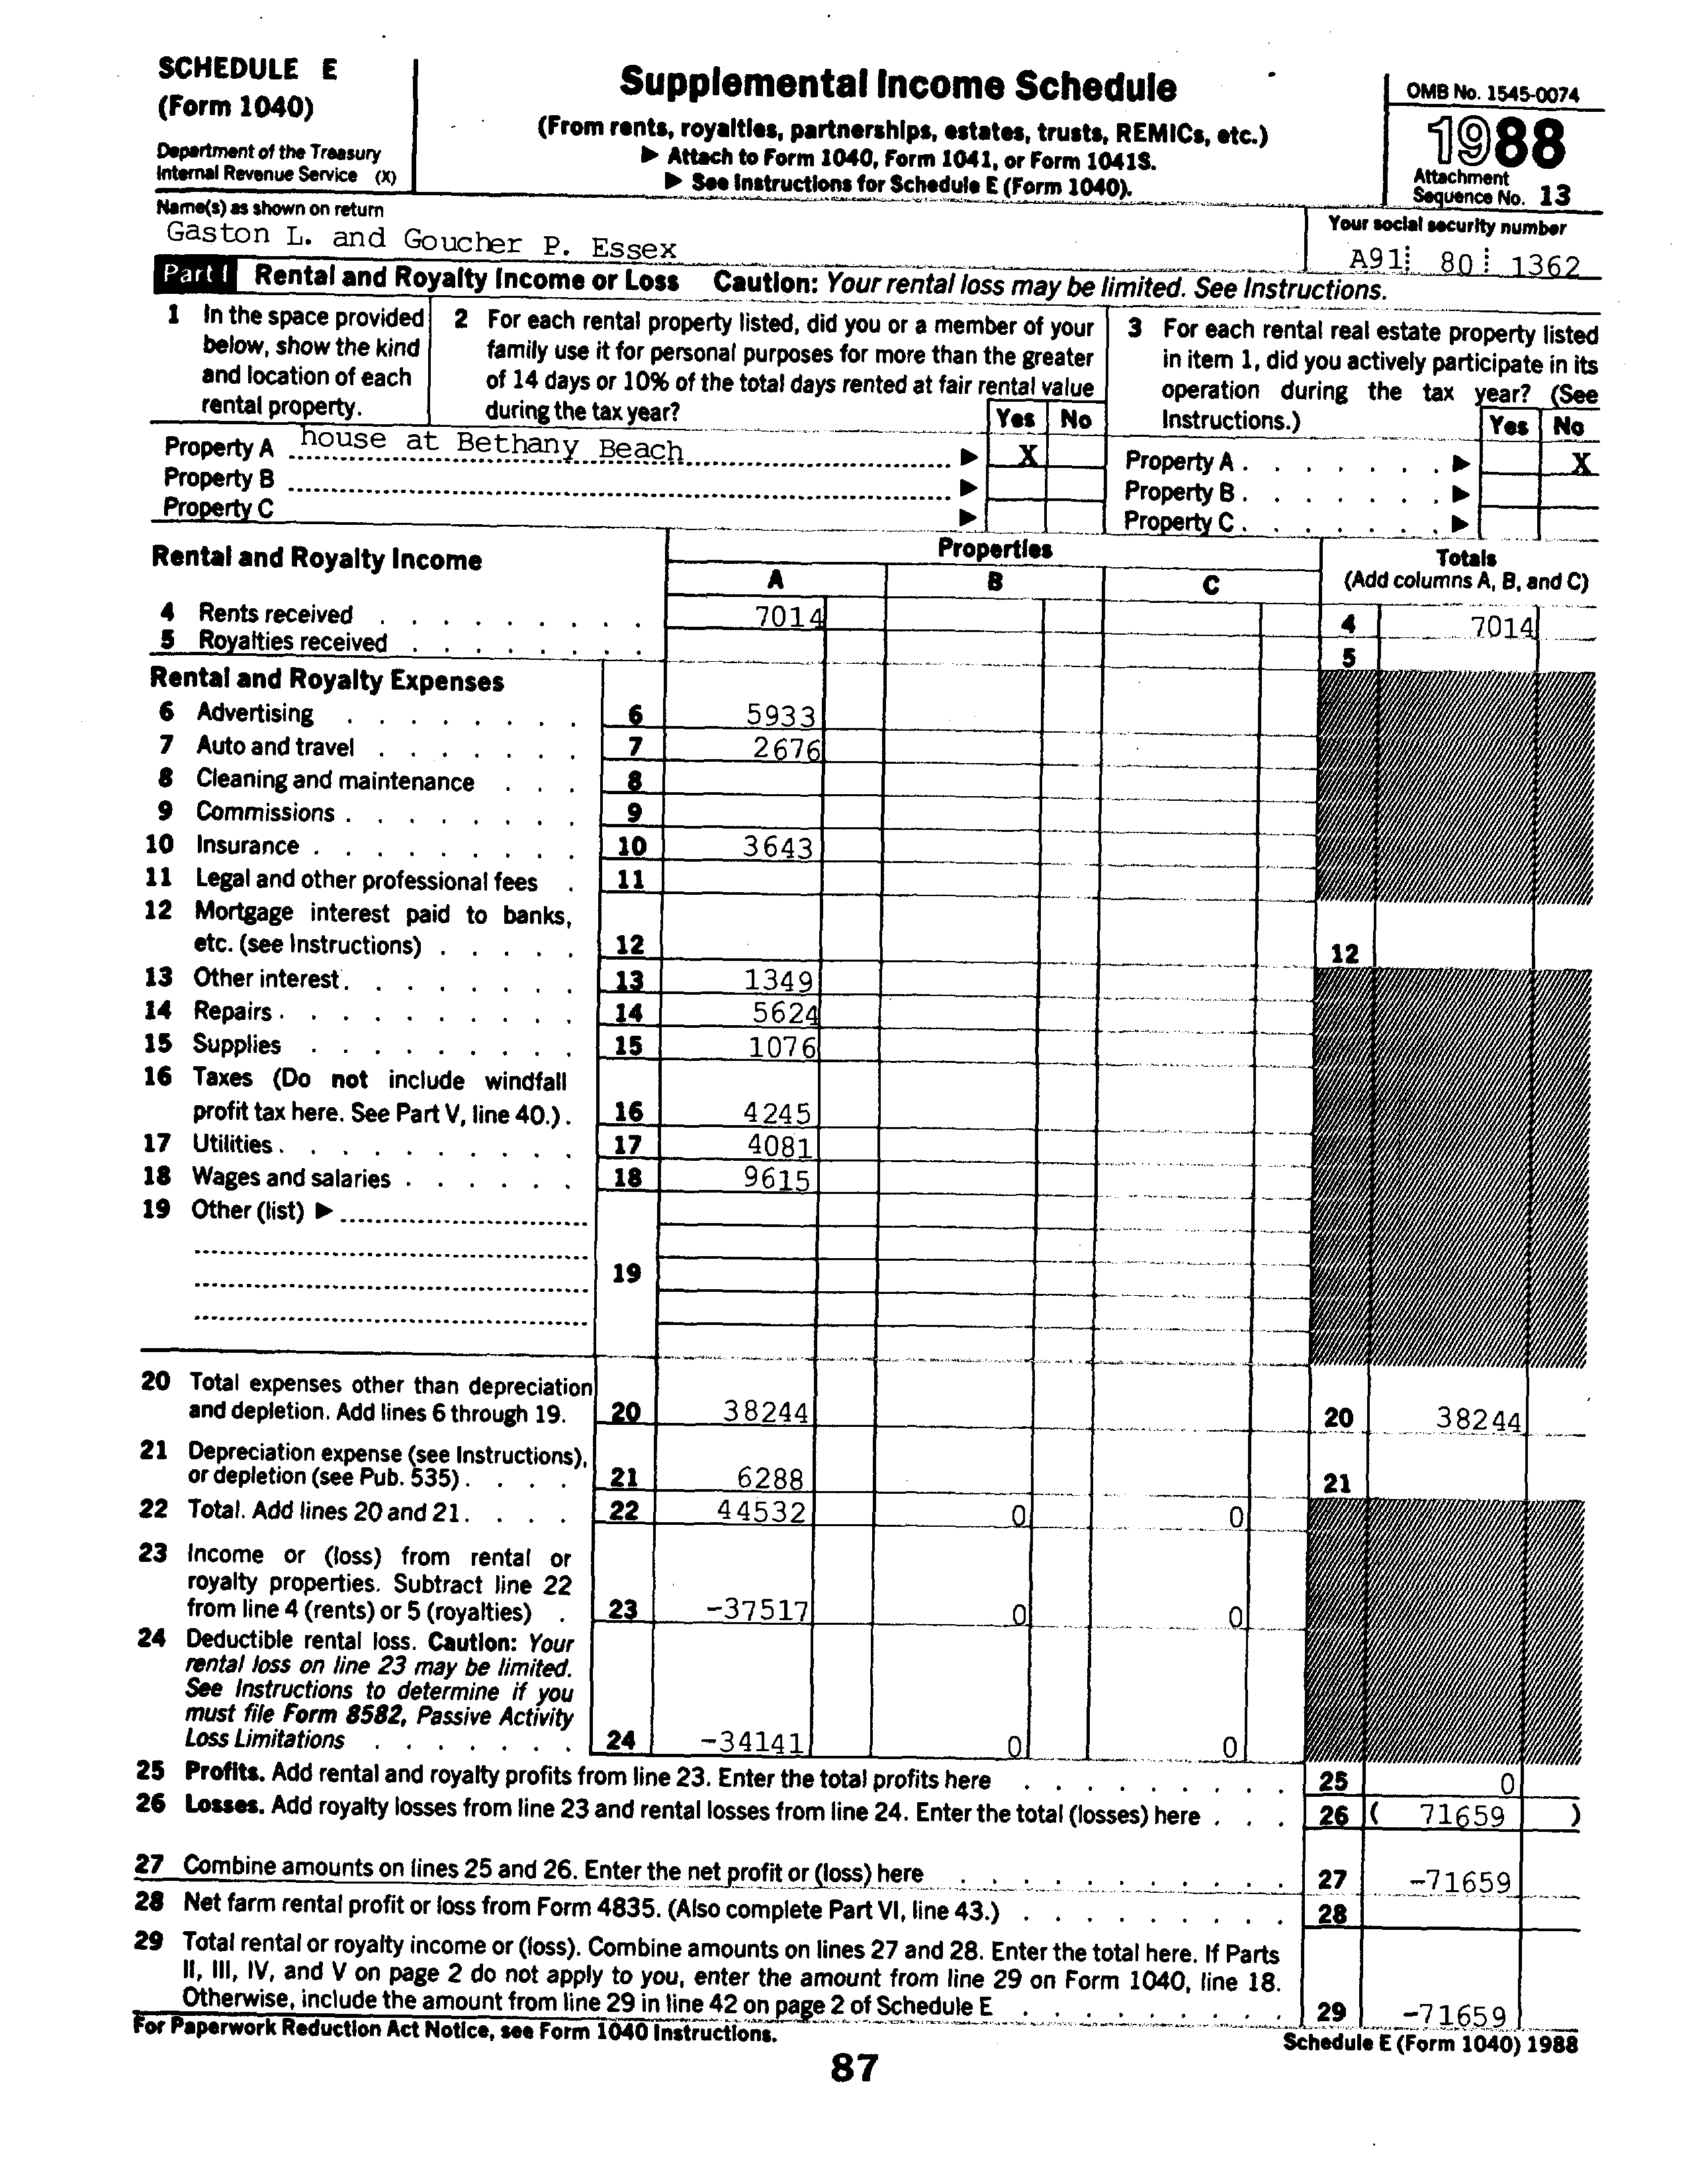 SCHEDULE E
(Form 1040)
Department of the Treasury
Internal Revenue Service (X)
Supplemental Income Schedule
(From rents, royalties, partnerships, estates, trusts, REMICs, etc.)
▶ Attach to Form 1040, Form 1041, or Form 1041S.
▶ See Instructions for Schedule E (Form 1040).
OMB No. 1545-0074
1988
Attachment
Sequence No. 13
Name(s) as shown on return
Gaston L. and Goucher P. Essex
Your social security number
A91 80 1362
Part I Rental and Royalty Income or Loss Caution: Your rental loss may be limited. See Instructions.
1 In the space provided
below, show the kind
and location of each
rental property.
2 For each rental property listed, did you or a member of your
family use it for personal purposes for more than the greater
of 14 days or 10% of the total days rented at fair rental value
during the tax year?
Yes No
3 For each rental real estate property listed
in item 1, did you actively participate in its
operation during the tax year? (See
Instructions.)
Yes No
Property A house at Bethany Beach ▶ X
Property A ▶ X
Property B ▶
Property B ▶
Property C ▶
Property C ▶
Rental and Royalty Income
Properties
A B C
Totals
(Add columns A, B, and C)
4 Rents received 7014 4 7014
5 Royalties received 5
Rental and Royalty Expenses
6 Advertising 6 5933
7 Auto and travel 7 2676
8 Cleaning and maintenance 8
9 Commissions 9
10 Insurance 10 3643
11 Legal and other professional fees 11
12 Mortgage interest paid to banks,
etc. (see Instructions) 12 12
13 Other interest 13 1349
14 Repairs 14 5624
15 Supplies 15 1076
16 Taxes (Do not include windfall
profit tax here. See Part V, line 40.) 16 4245
17 Utilities 17 4081
18 Wages and salaries 18 9615
19 Other (list) ▶
19
20 Total expenses other than depreciation
and depletion. Add lines 6 through 19. 20 38244 20 38244
21 Depreciation expense (see Instructions),
or depletion (see Pub. 535) 21 6288 21
22 Total. Add lines 20 and 21. 22 44532 0 0
23 Income or (loss) from rental or
royalty properties. Subtract line 22
from line 4 (rents) or 5 (royalties) 23 -37517 0 0
24 Deductible rental loss. Caution: Your
rental loss on line 23 may be limited.
See Instructions to determine if you
must file Form 8582, Passive Activity
Loss Limitations 24 -34141 0 0
25 Profits. Add rental and royalty profits from line 23. Enter the total profits here 25 0
26 Losses. Add royalty losses from line 23 and rental losses from line 24. Enter the total (losses) here 26 ( 71659 )
27 Combine amounts on lines 25 and 26. Enter the net profit or (loss) here 27 -71659
28 Net farm rental profit or loss from Form 4835. (Also complete Part VI, line 43.) 28
29 Total rental or royalty income or (loss). Combine amounts on lines 27 and 28. Enter the total here. If Parts
II, III, IV, and V on page 2 do not apply to you, enter the amount from line 29 on Form 1040, line 18.
Otherwise, include the amount from line 29 in line 42 on page 2 of Schedule E 29 -71659
For Paperwork Reduction Act Notice, see Form 1040 Instructions.
Schedule E (Form 1040) 1988
87